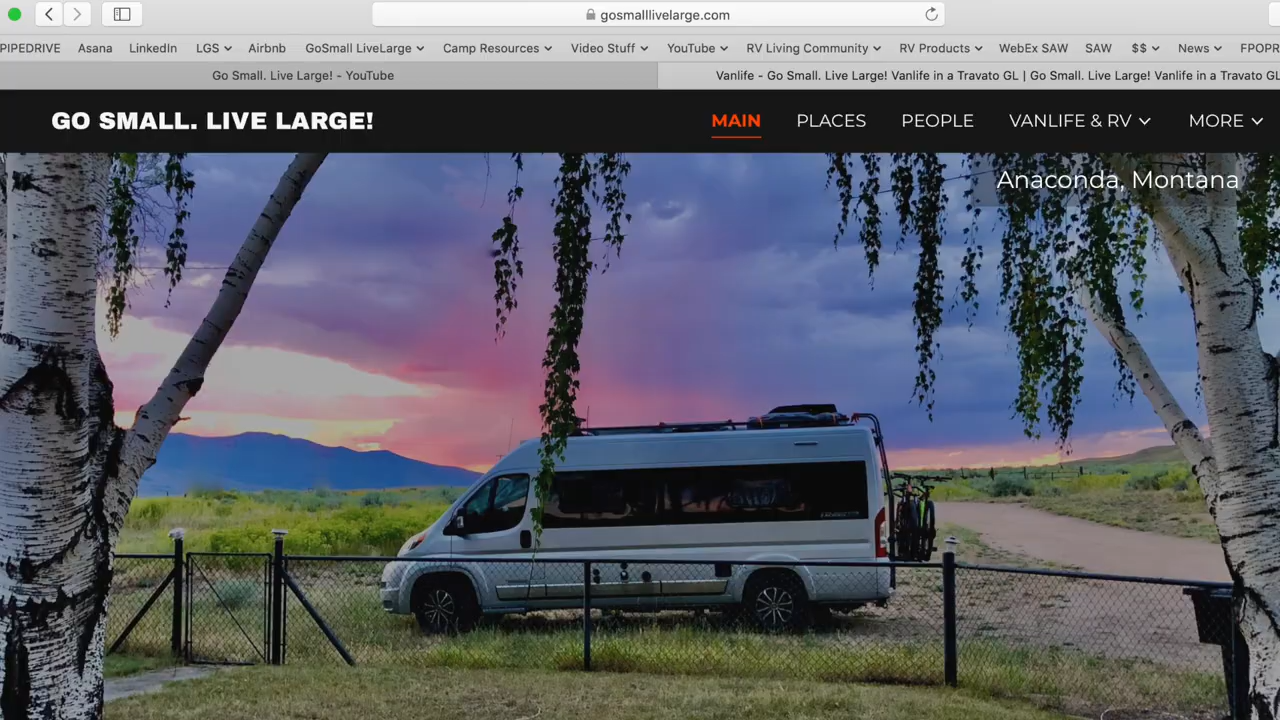 gosmalllivelarge.com
PIPEDRIVE Asana LinkedIn LGS Airbnb GoSmall LiveLarge Camp Resources Video Stuff YouTube RV Living Community RV Products WebEx SAW SAW $$ News FPOPR
Go Small. Live Large! - YouTube
Vanlife - Go Small. Live Large! Vanlife in a Travato GL | Go Small. Live Large! Vanlife in a Travato GL
GO SMALL. LIVE LARGE!
MAIN PLACES PEOPLE VANLIFE & RV MORE
Anaconda, Montana